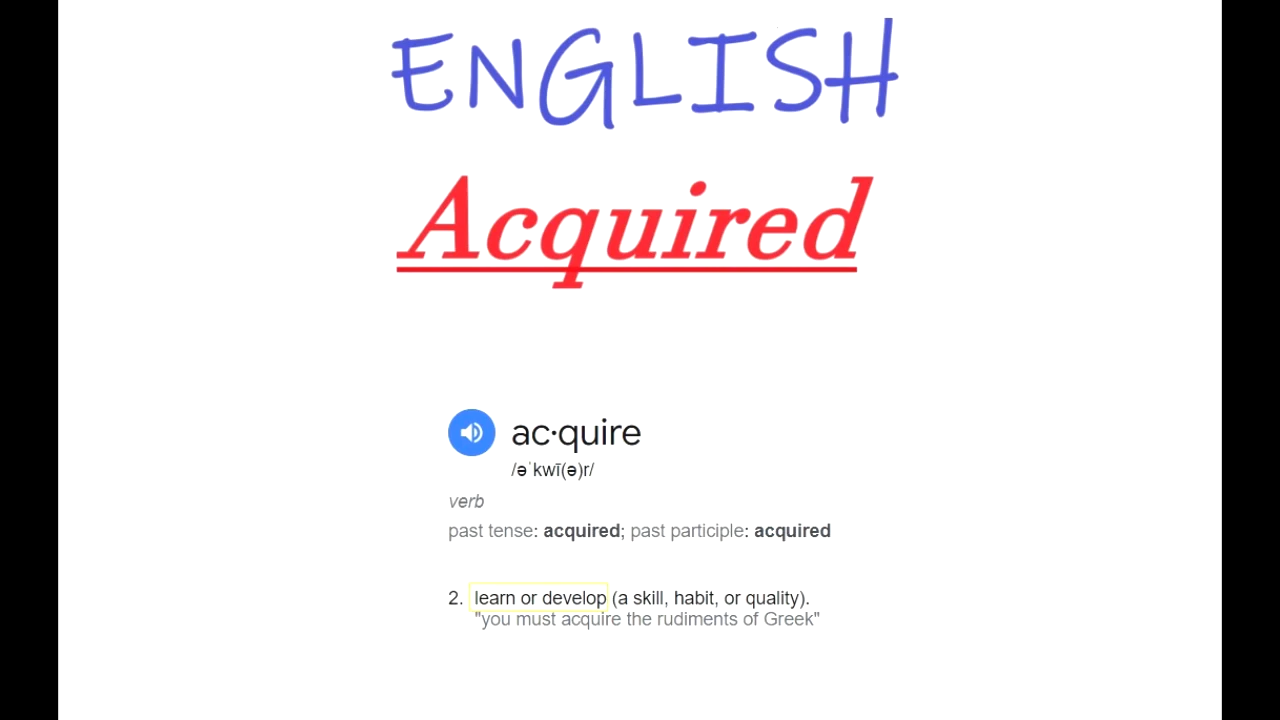 ENGLISH
Acquired
ac·quire
/əˈkwī(ə)r/
verb
past tense: acquired; past participle: acquired
2. learn or develop (a skill, habit, or quality).
"you must acquire the rudiments of Greek"